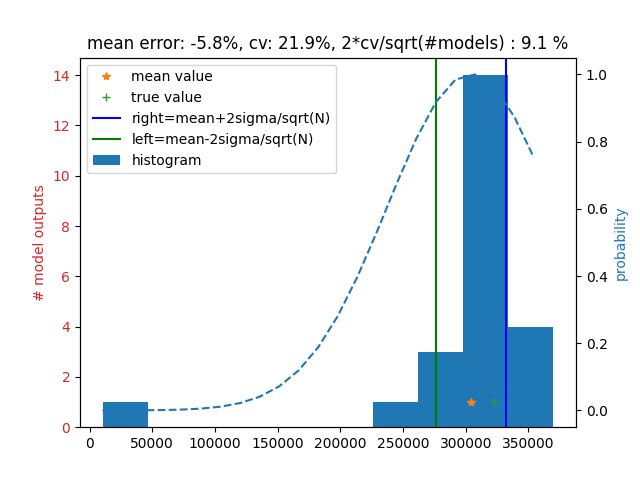 mean error: -5.8%, cv: 21.9%, 2*cv/sqrt(#models) : 9.1 %
mean value
true value
right=mean+2sigma/sqrt(N)
left=mean-2sigma/sqrt(N)
histogram
# model outputs
14
12
10
8
6
4
2
0
1.0
0.8
0.6
0.4
0.2
0.0
probability
0 50000 100000 150000 200000 250000 300000 350000